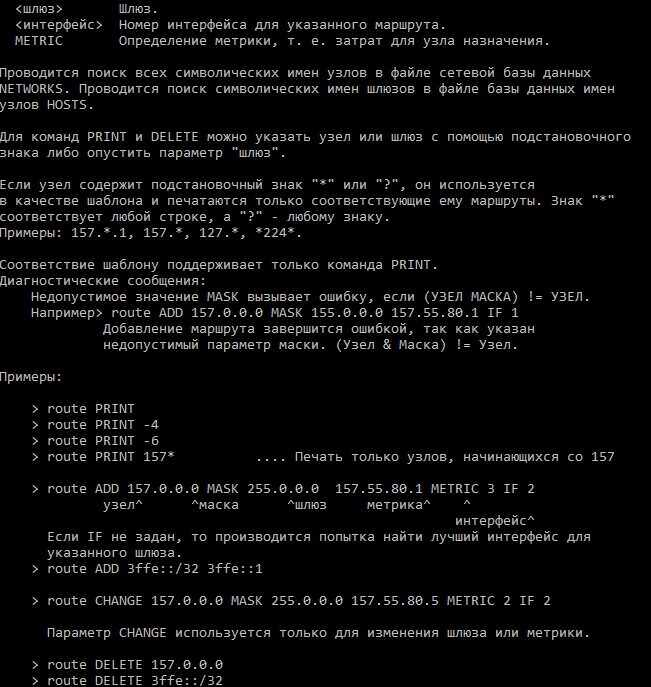 <шлюз>       Шлюз.
<интерфейс>  Номер интерфейса для указанного маршрута.
METRIC       Определение метрики, т. е. затрат для узла назначения.
Проводится поиск всех символических имен узлов в файле сетевой базы данных
NETWORKS. Проводится поиск символических имен шлюзов в файле базы данных имен
узлов HOSTS.
Для команд PRINT и DELETE можно указать узел или шлюз с помощью подстановочного
знака либо опустить параметр "шлюз".
Если узел содержит подстановочный знак "*" или "?", он используется
в качестве шаблона и печатаются только соответствующие ему маршруты. Знак "*"
соответствует любой строке, а "?" - любому знаку.
Примеры: 157.*.1, 157.*, 127.*, *224*.
Соответствие шаблону поддерживает только команда PRINT.
Диагностические сообщения:
Недопустимое значение MASK вызывает ошибку, если (УЗЕЛ МАСКА) != УЗЕЛ.
Например> route ADD 157.0.0.0 MASK 155.0.0.0 157.55.80.1 IF 1
Добавление маршрута завершится ошибкой, так как указан
недопустимый параметр маски. (Узел & Маска) != Узел.
Примеры:
> route PRINT
> route PRINT -4
> route PRINT -6
> route PRINT 157*          .... Печать только узлов, начинающихся со 157
> route ADD 157.0.0.0 MASK 255.0.0.0  157.55.80.1 METRIC 3 IF 2
узел^      ^маска      ^шлюз     метрика^    ^
интерфейс^
Если IF не задан, то производится попытка найти лучший интерфейс для
указанного шлюза.
> route ADD 3ffe::/32 3ffe::1
> route CHANGE 157.0.0.0 MASK 255.0.0.0 157.55.80.5 METRIC 2 IF 2
Параметр CHANGE используется только для изменения шлюза или метрики.
> route DELETE 157.0.0.0
> route DELETE 3ffe::/32